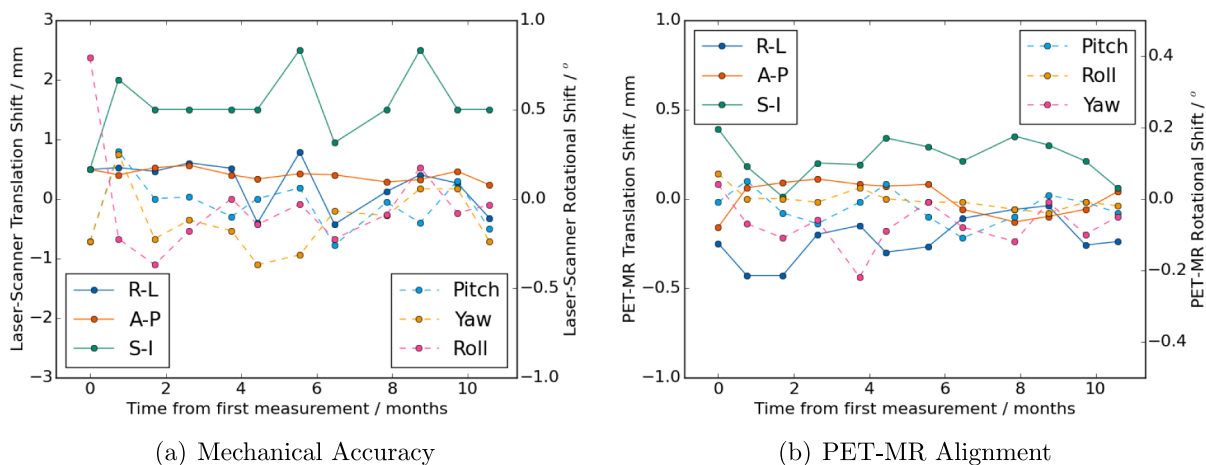 3
2
1
0
−1
−2
−3
Laser-Scanner Translation Shift / mm
1.0
0.5
0.0
−0.5
−1.0
Laser-Scanner Rotational Shift / °
R-L
A-P
S-I
Pitch
Yaw
Roll
0 2 4 6 8 10
Time from first measurement / months
(a) Mechanical Accuracy
1.0
0.5
0.0
−0.5
−1.0
PET-MR Translation Shift / mm
0.4
0.2
0.0
−0.2
−0.4
PET-MR Rotational Shift / °
R-L
A-P
S-I
Pitch
Roll
Yaw
0 2 4 6 8 10
Time from first measurement / months
(b) PET-MR Alignment